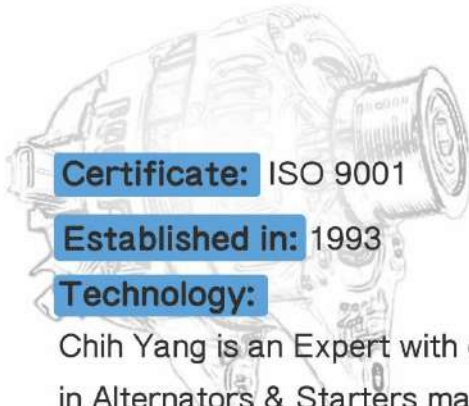 Certificate: ISO 9001
Established in: 1993
Technology:
Chih Yang is an Expert with
in Alternators & Starters